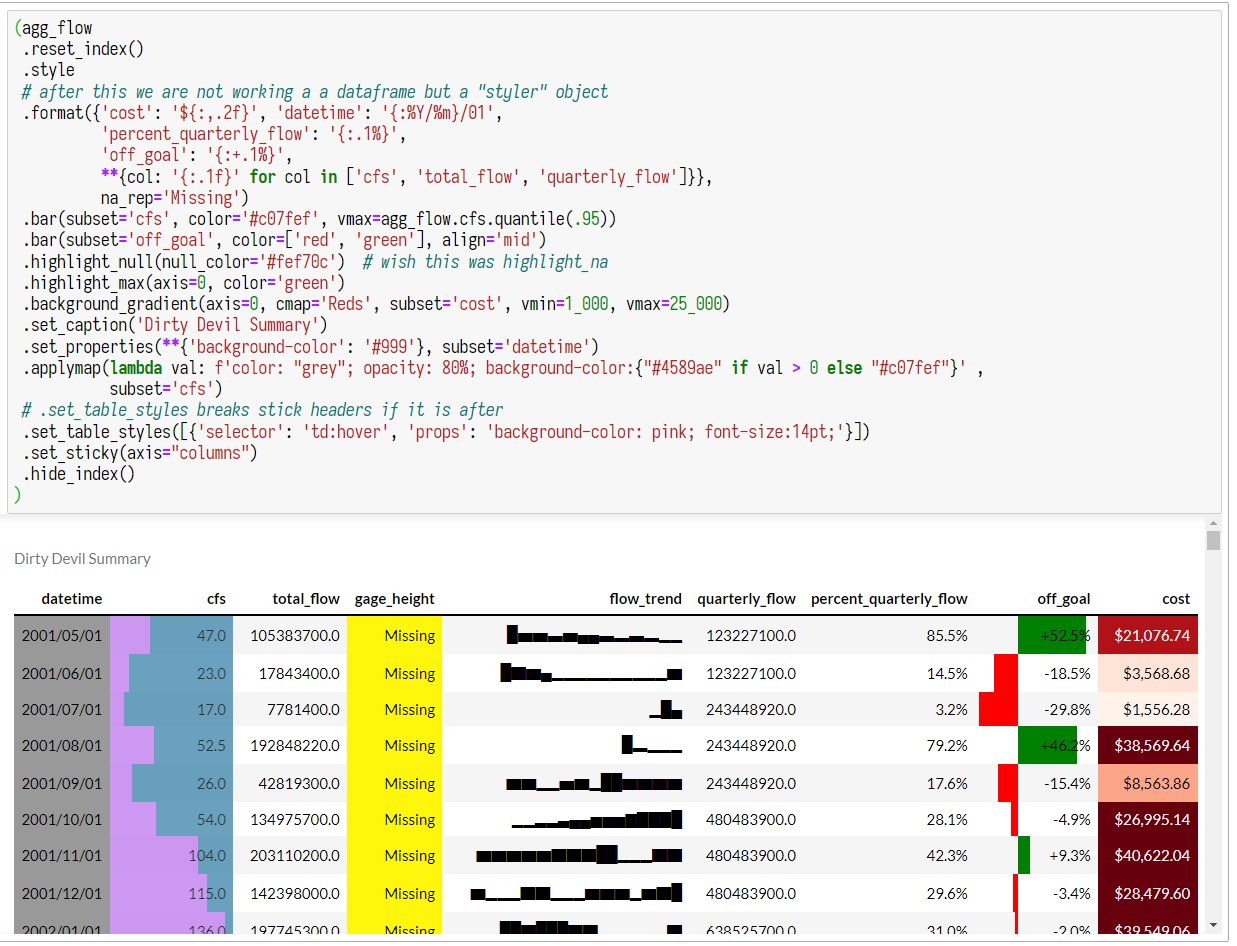 (agg_flow
.reset_index()
.style
# after this we are not working a a dataframe but a "styler" object
.format({'cost': '${:,.2f}', 'datetime': '{:%Y/%m}/01',
'percent_quarterly_flow': '{:.1%}',
'off_goal': '{:+.1%}',
**{col: '{:.1f}' for col in ['cfs', 'total_flow', 'quarterly_flow']}},
na_rep='Missing')
.bar(subset='cfs', color='#c07fef', vmax=agg_flow.cfs.quantile(.95))
.bar(subset='off_goal', color=['red', 'green'], align='mid')
.highlight_null(null_color='#fef70c')  # wish this was highlight_na
.highlight_max(axis=0, color='green')
.background_gradient(axis=0, cmap='Reds', subset='cost', vmin=1_000, vmax=25_000)
.set_caption('Dirty Devil Summary')
.set_properties(**{'background-color': '#999'}, subset='datetime')
.applymap(lambda val: f'color: "grey"; opacity: 80%; background-color:{"#4589ae" if val > 0 else "#c07fef"}' ,
subset='cfs')
# .set_table_styles breaks stick headers if it is after
.set_table_styles([{'selector': 'td:hover', 'props': 'background-color: pink; font-size:14pt;'}])
.set_sticky(axis="columns")
.hide_index()
)
Dirty Devil Summary
datetime cfs total_flow gage_height flow_trend quarterly_flow percent_quarterly_flow off_goal cost
2001/05/01 47.0 105383700.0 Missing 123227100.0 85.5% +52.5% $21,076.74
2001/06/01 23.0 17843400.0 Missing 123227100.0 14.5% -18.5% $3,568.68
2001/07/01 17.0 7781400.0 Missing 243448920.0 3.2% -29.8% $1,556.28
2001/08/01 52.5 192848220.0 Missing 243448920.0 79.2% +46.2% $38,569.64
2001/09/01 26.0 42819300.0 Missing 243448920.0 17.6% -15.4% $8,563.86
2001/10/01 54.0 134975700.0 Missing 480483900.0 28.1% -4.9% $26,995.14
2001/11/01 104.0 203110200.0 Missing 480483900.0 42.3% +9.3% $40,622.04
2001/12/01 115.0 142398000.0 Missing 480483900.0 29.6% -3.4% $28,479.60
2002/01/01 136.0 197745300.0 Missing 638525700.0 31.0% -2.0% $39,549.06